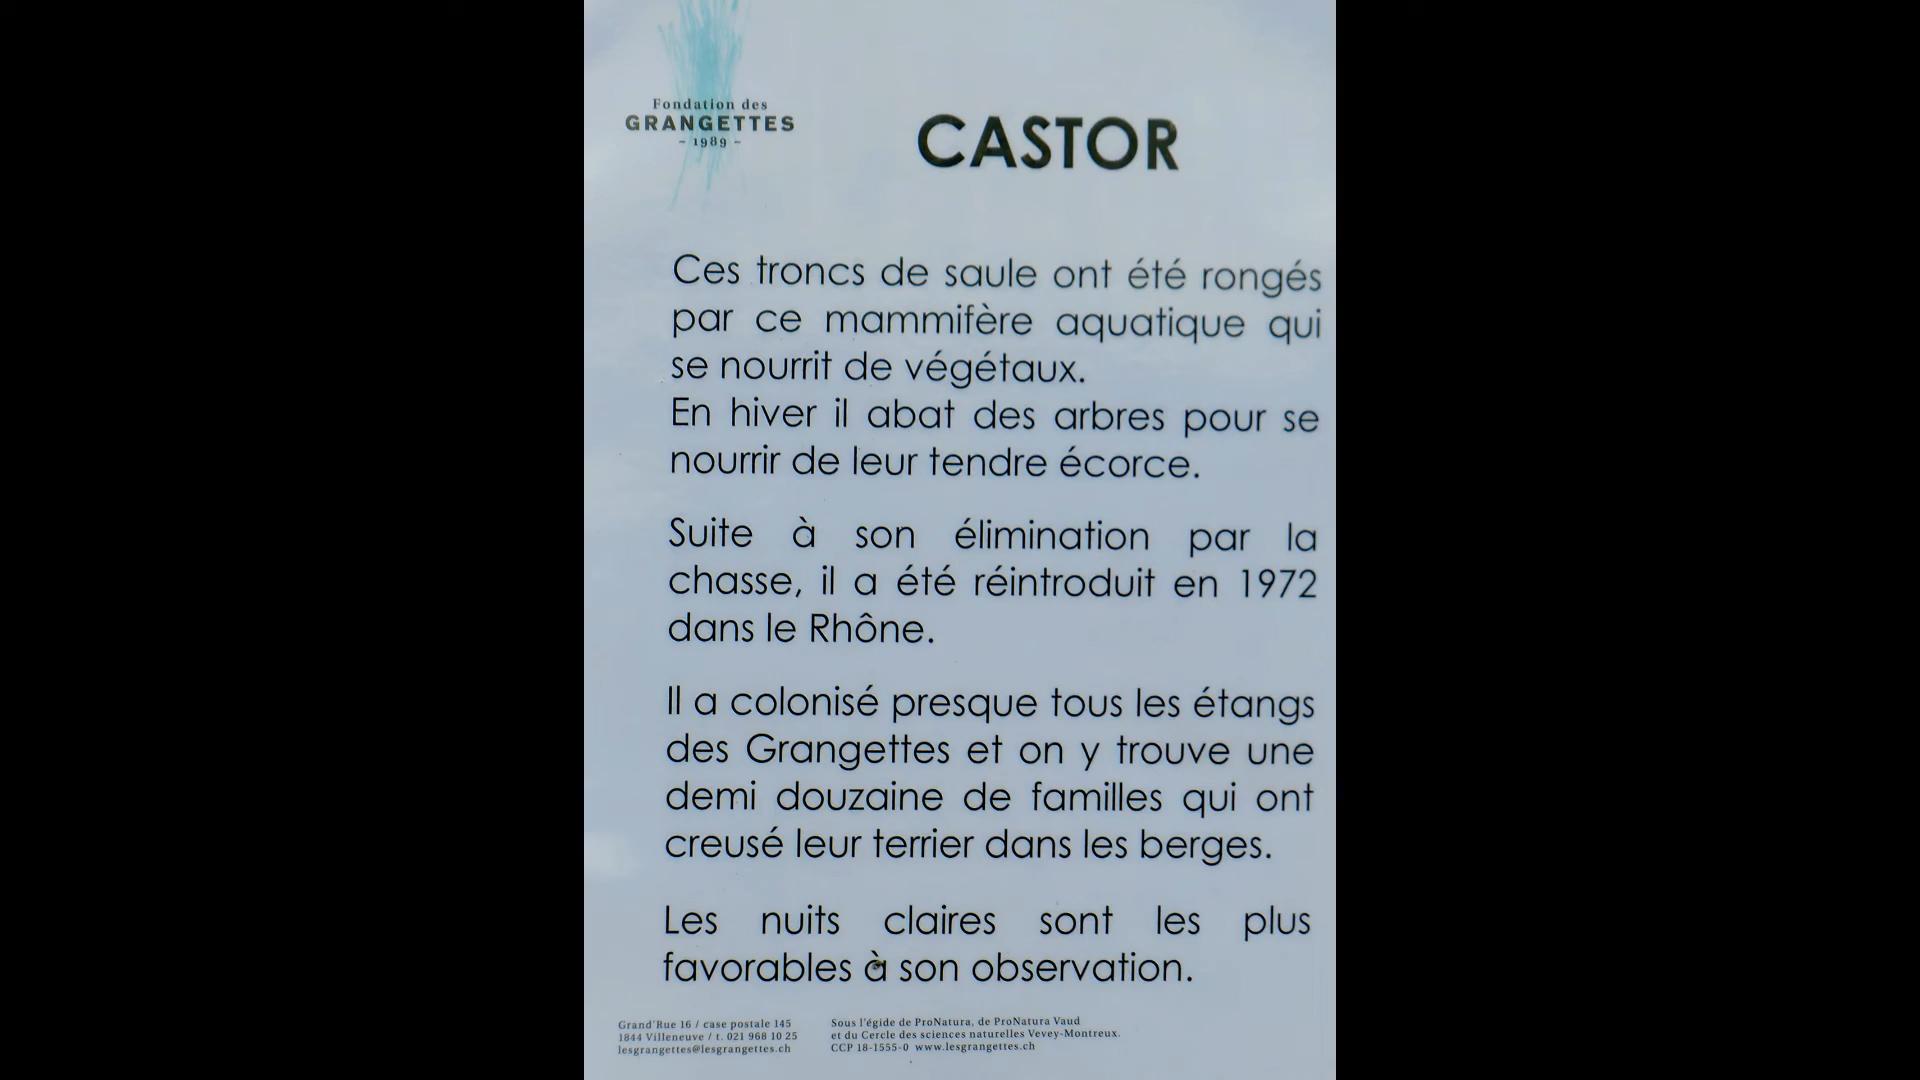 Fondation des
GRANGETTES
- 1989 -
CASTOR
Ces troncs de saule ont été rongés
par ce mammifère aquatique qui
se nourrit de végétaux.
En hiver il abat des arbres pour se
nourrir de leur tendre écorce.
Suite à son élimination par la
chasse, il a été réintroduit en 1972
dans le Rhône.
Il a colonisé presque tous les étangs
des Grangettes et on y trouve une
demi douzaine de familles qui ont
creusé leur terrier dans les berges.
Les nuits claires sont les plus
favorables à son observation.
Grand'Rue 16 / case postale 145
1844 Villeneuve / t. 021 968 10 25
lesgrangettes@lesgrangettes.ch
Sous l'égide de ProNatura, de ProNatura Vaud
et du Cercle des sciences naturelles Vevey-Montreux.
CCP 18-1555-0 www.lesgrangettes.ch